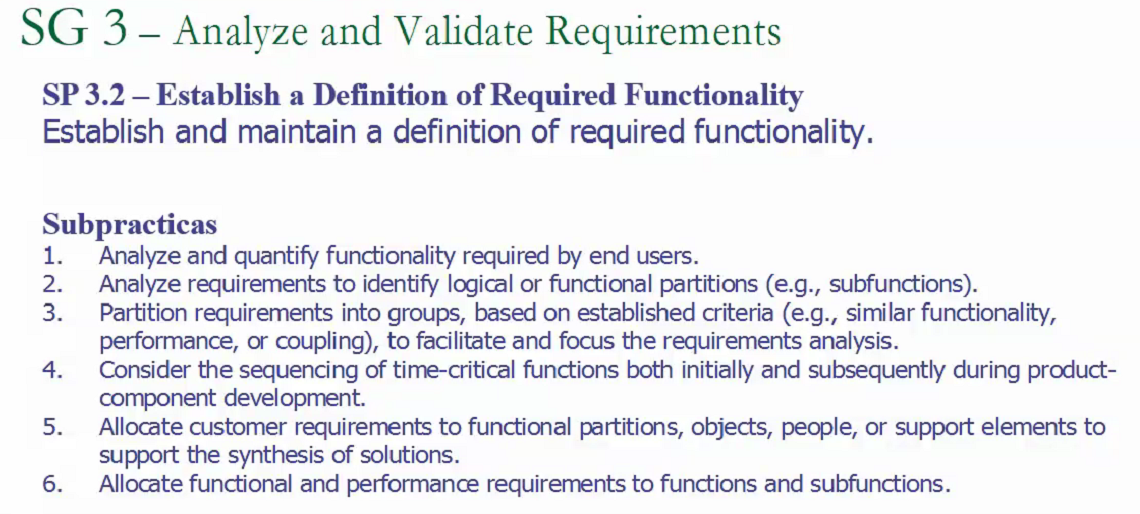 SG 3 – Analyze and Validate Requirements
SP 3.2 – Establish a Definition of Required Functionality
Establish and maintain a definition of required functionality.
Subpracticas
1. Analyze and quantify functionality required by end users.
2. Analyze requirements to identify logical or functional partitions (e.g., subfunctions).
3. Partition requirements into groups, based on established criteria (e.g., similar functionality,
performance, or coupling), to facilitate and focus the requirements analysis.
4. Consider the sequencing of time-critical functions both initially and subsequently during product-
component development.
5. Allocate customer requirements to functional partitions, objects, people, or support elements to
support the synthesis of solutions.
6. Allocate functional and performance requirements to functions and subfunctions.